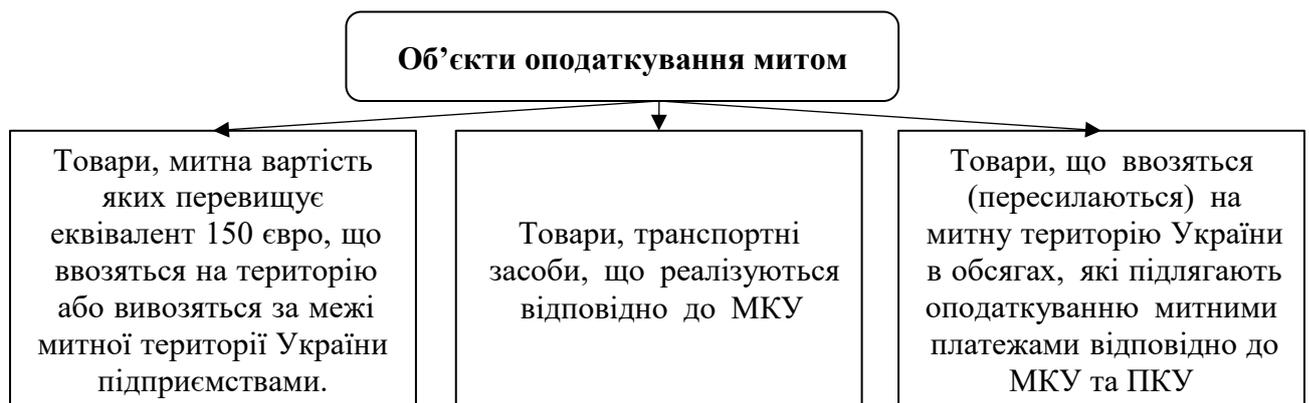 Об’єкти оподаткування митом
Товари, митна вартість
яких перевищує
еквівалент 150 євро, що
ввозяться на територію
або вивозяться за межі
митної території України
підприємствами.
Товари, транспортні
засоби, що реалізуються
відповідно до МКУ
Товари, що ввозяться
(пересилаються) на
митну територію України
в обсягах, які підлягають
оподаткуванню митними
платежами відповідно до
МКУ та ПКУ